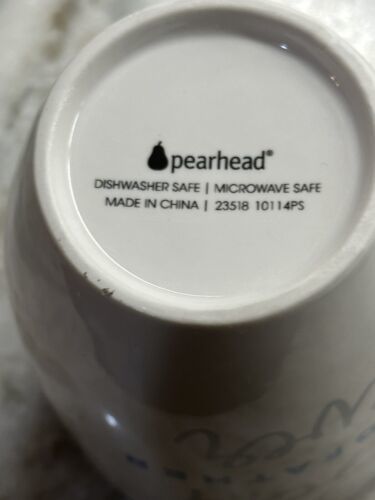 pearhead®
DISHWASHER SAFE | MICROWAVE SAFE
MADE IN CHINA | 23518 10114PS